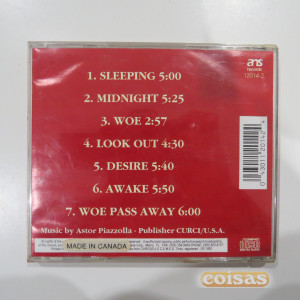 ans
records
12014-2
1. SLEEPING 5:00
2. MIDNIGHT 5:25
3. WOE 2:57
4. LOOK OUT 4:30
5. DESIRE 5:40
6. AWAKE 5:50
7. WOE PASS AWAY 6:00
Music by Astor Piazzolla - Publisher CURCI/U.S.A.
MADE IN CANADA
coisas